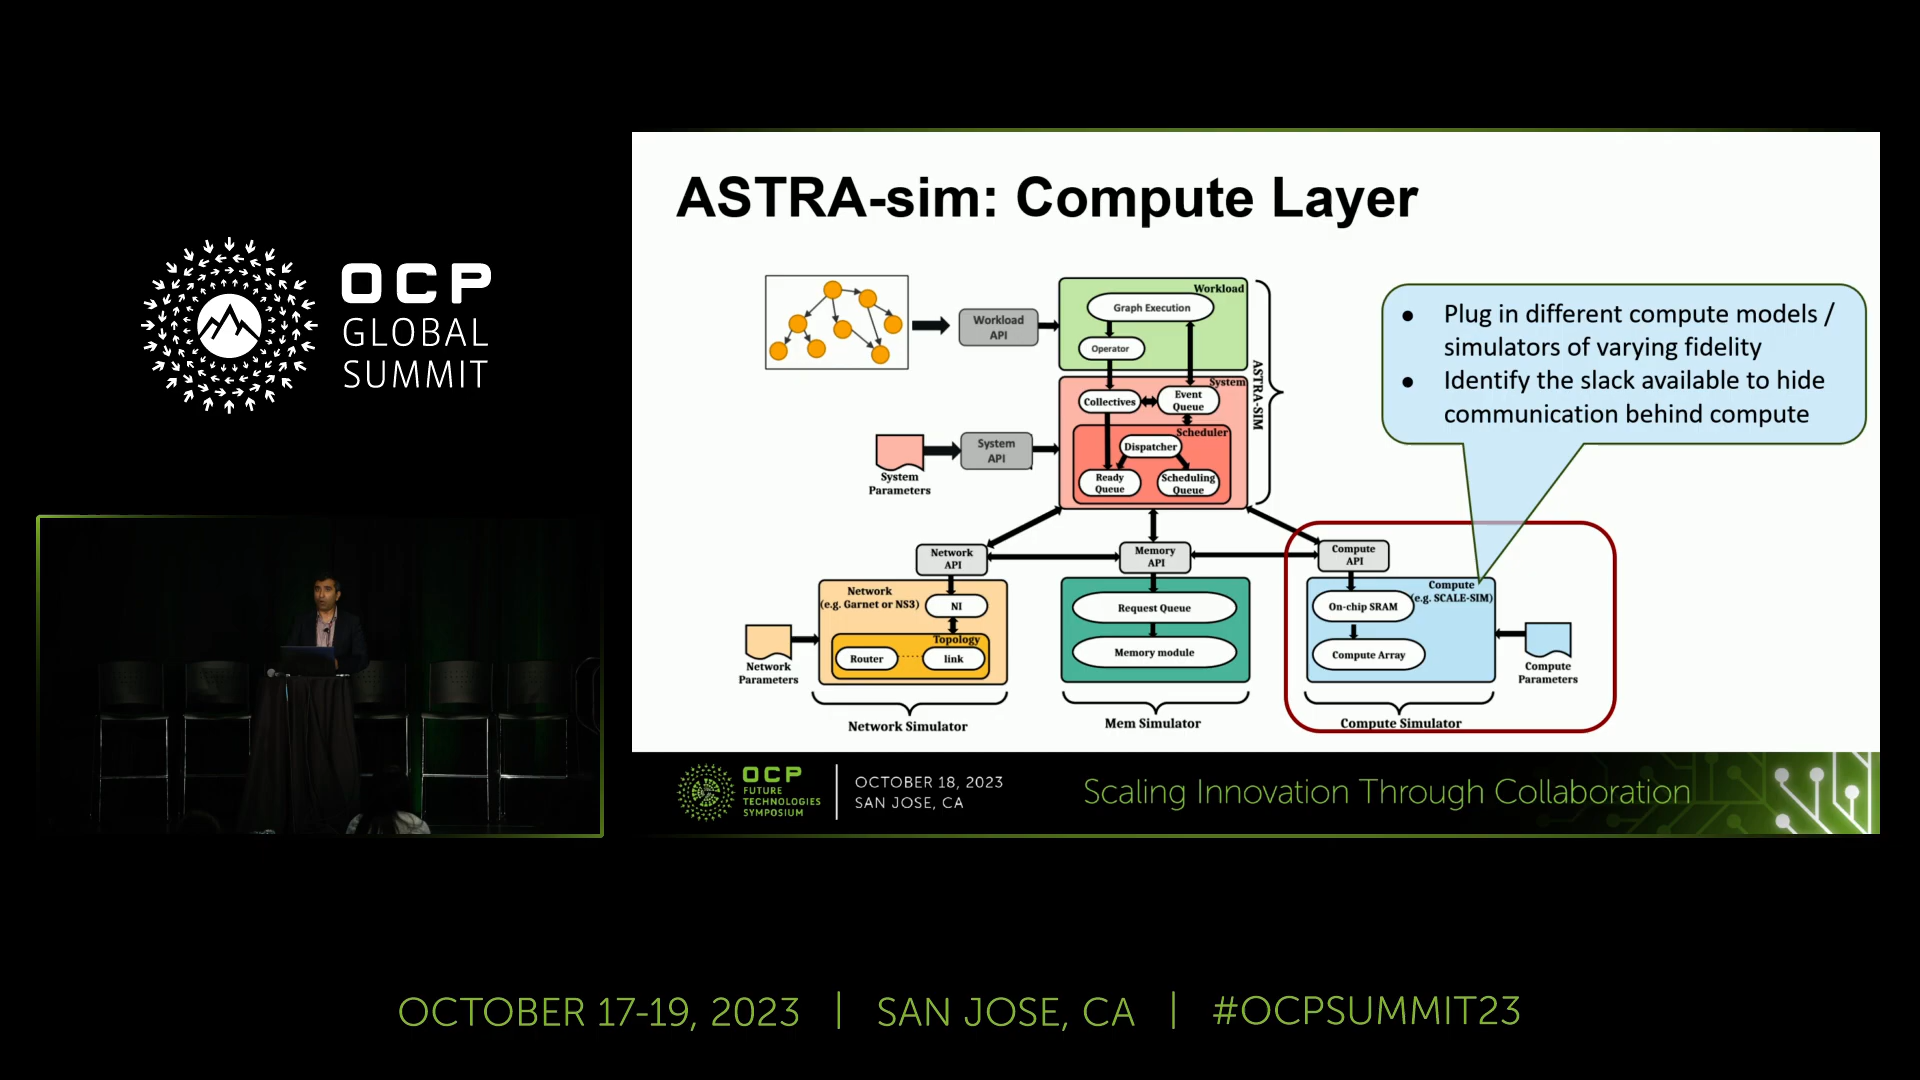 OCP
GLOBAL
SUMMIT
ASTRA-sim: Compute Layer
Workload
Graph Execution
Workload
API
Operator
ASTRA-SIM
System
Collectives
Event
Queue
Scheduler
Dispatcher
System
API
Ready
Queue
Scheduling
Queue
System
Parameters
● Plug in different compute models /
simulators of varying fidelity
● Identify the slack available to hide
communication behind compute
Network
API
Memory
API
Compute
API
Network
(e.g. Garnet or NS3)
NI
Topology
Router
link
Network
Parameters
Network Simulator
Request Queue
Memory module
Mem Simulator
Compute
(e.g. SCALE-SIM)
On-chip SRAM
Compute Array
Compute
Parameters
Compute Simulator
OCP
FUTURE
TECHNOLOGIES
SYMPOSIUM
OCTOBER 18, 2023
SAN JOSE, CA
Scaling Innovation Through Collaboration
OCTOBER 17-19, 2023 | SAN JOSE, CA | #OCPSUMMIT23